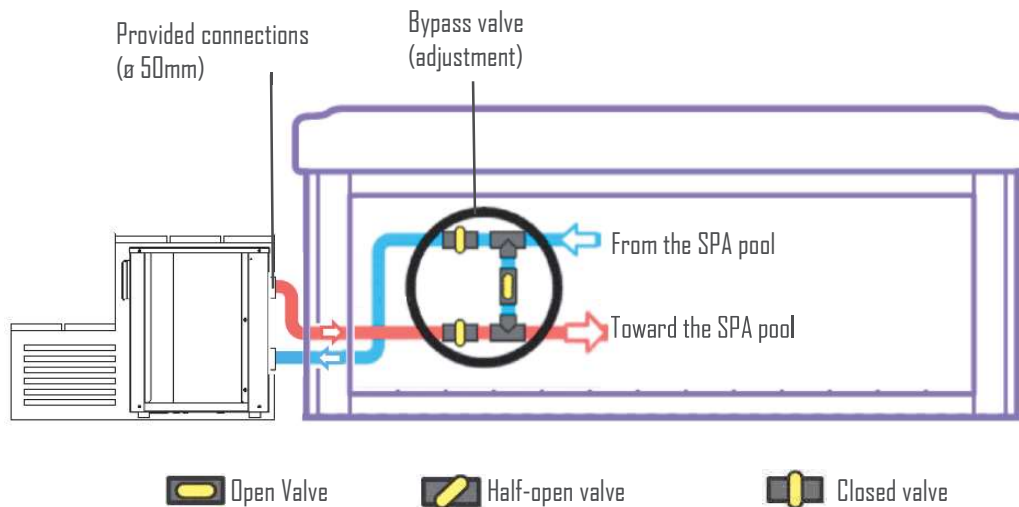 Provided connections
(ø 50mm)
Bypass valve
(adjustment)
From the SPA pool
Toward the SPA pool
Open Valve
Half-open valve
Closed valve